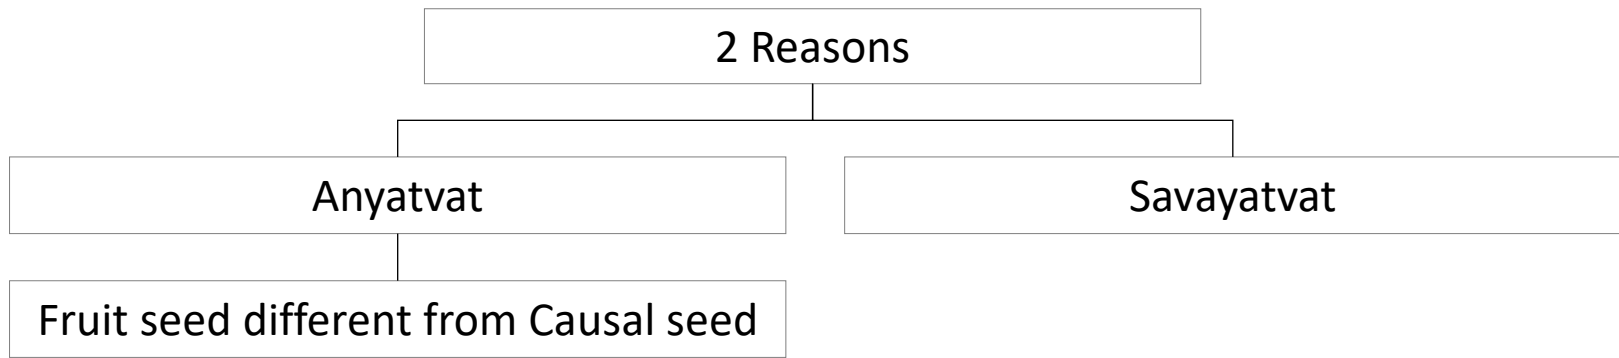 2 Reasons
Anyatvat
Savayatvat
Fruit seed different from Causal seed